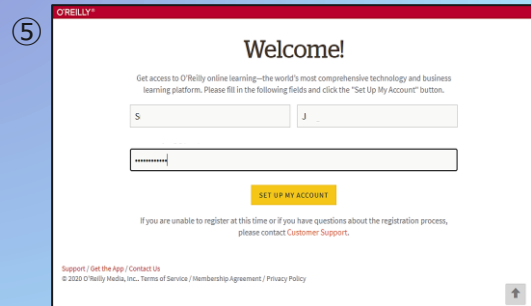 ⑤
O'REILLY®
Welcome!
Get access to O'Reilly online learning—the world's most comprehensive technology and business
learning platform. Please fill in the following fields and click the "Set Up My Account" button.
S J
••••••••••••
SET UP MY ACCOUNT
If you are unable to register at this time or if you have questions about the registration process,
please contact Customer Support.
Support / Get the App / Contact Us
© 2020 O'Reilly Media, Inc.. Terms of Service / Membership Agreement / Privacy Policy